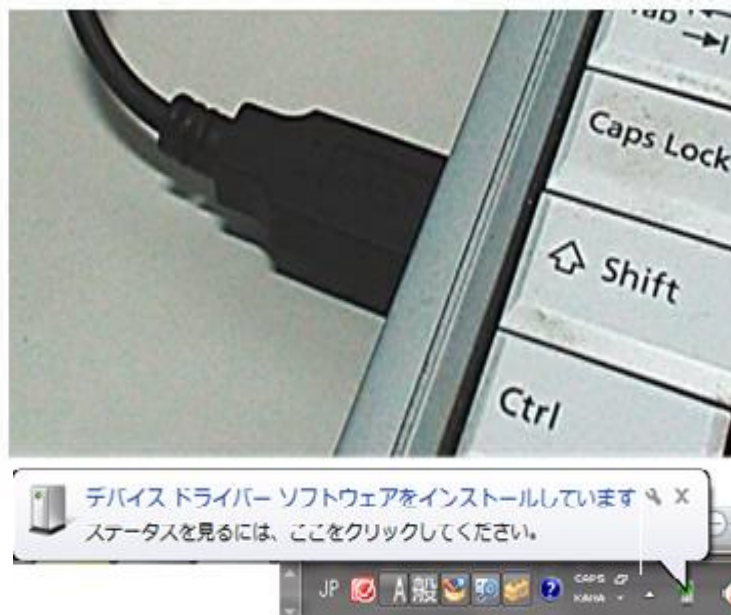 Tab
Caps Lock
Shift
Ctrl
デバイス ドライバー ソフトウェアをインストールしています
ステータスを見るには、ここをクリックしてください。
JP A 般 ? CAPS
KANA